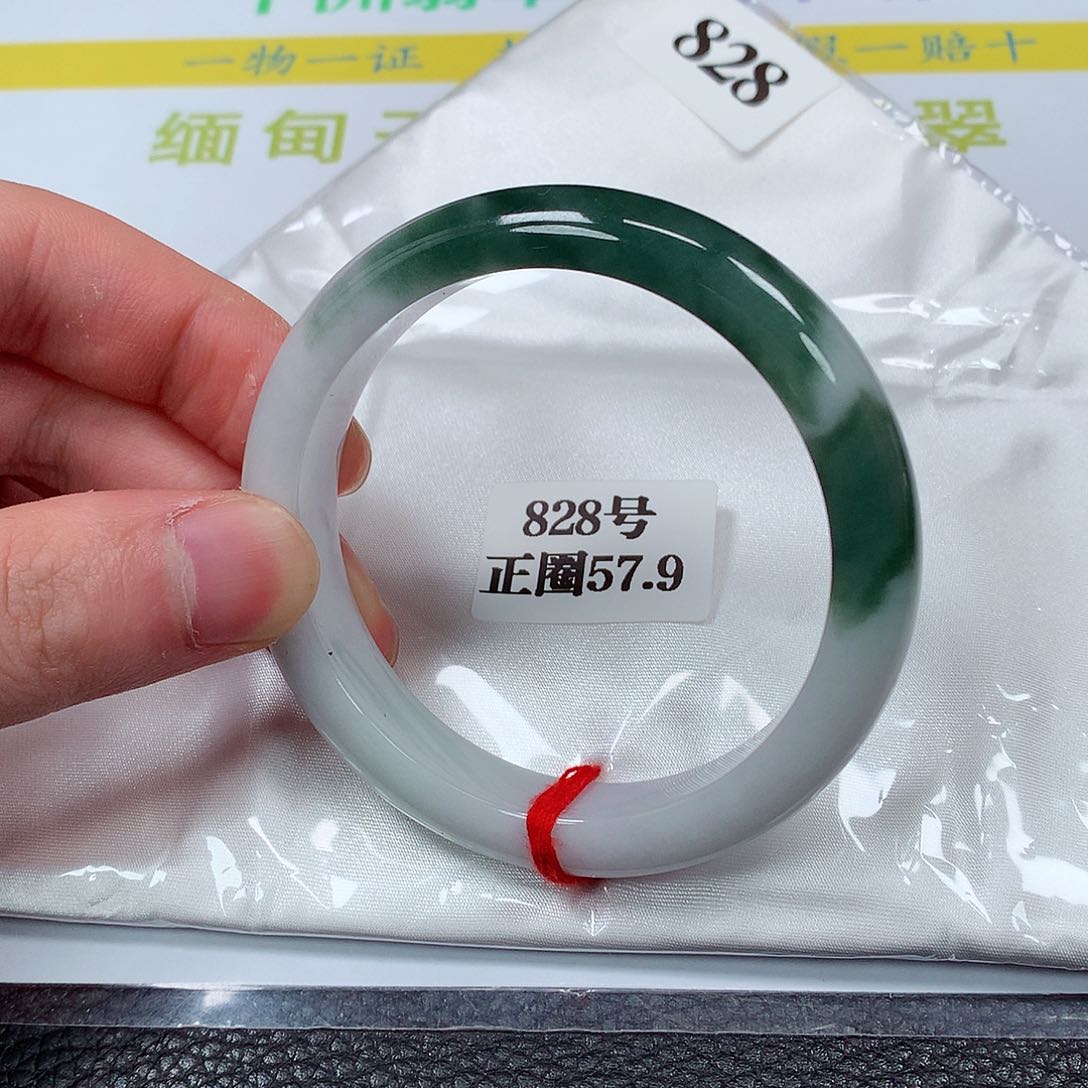 一物一证 一赔十
缅甸 翠
828
828号
正圈57.9